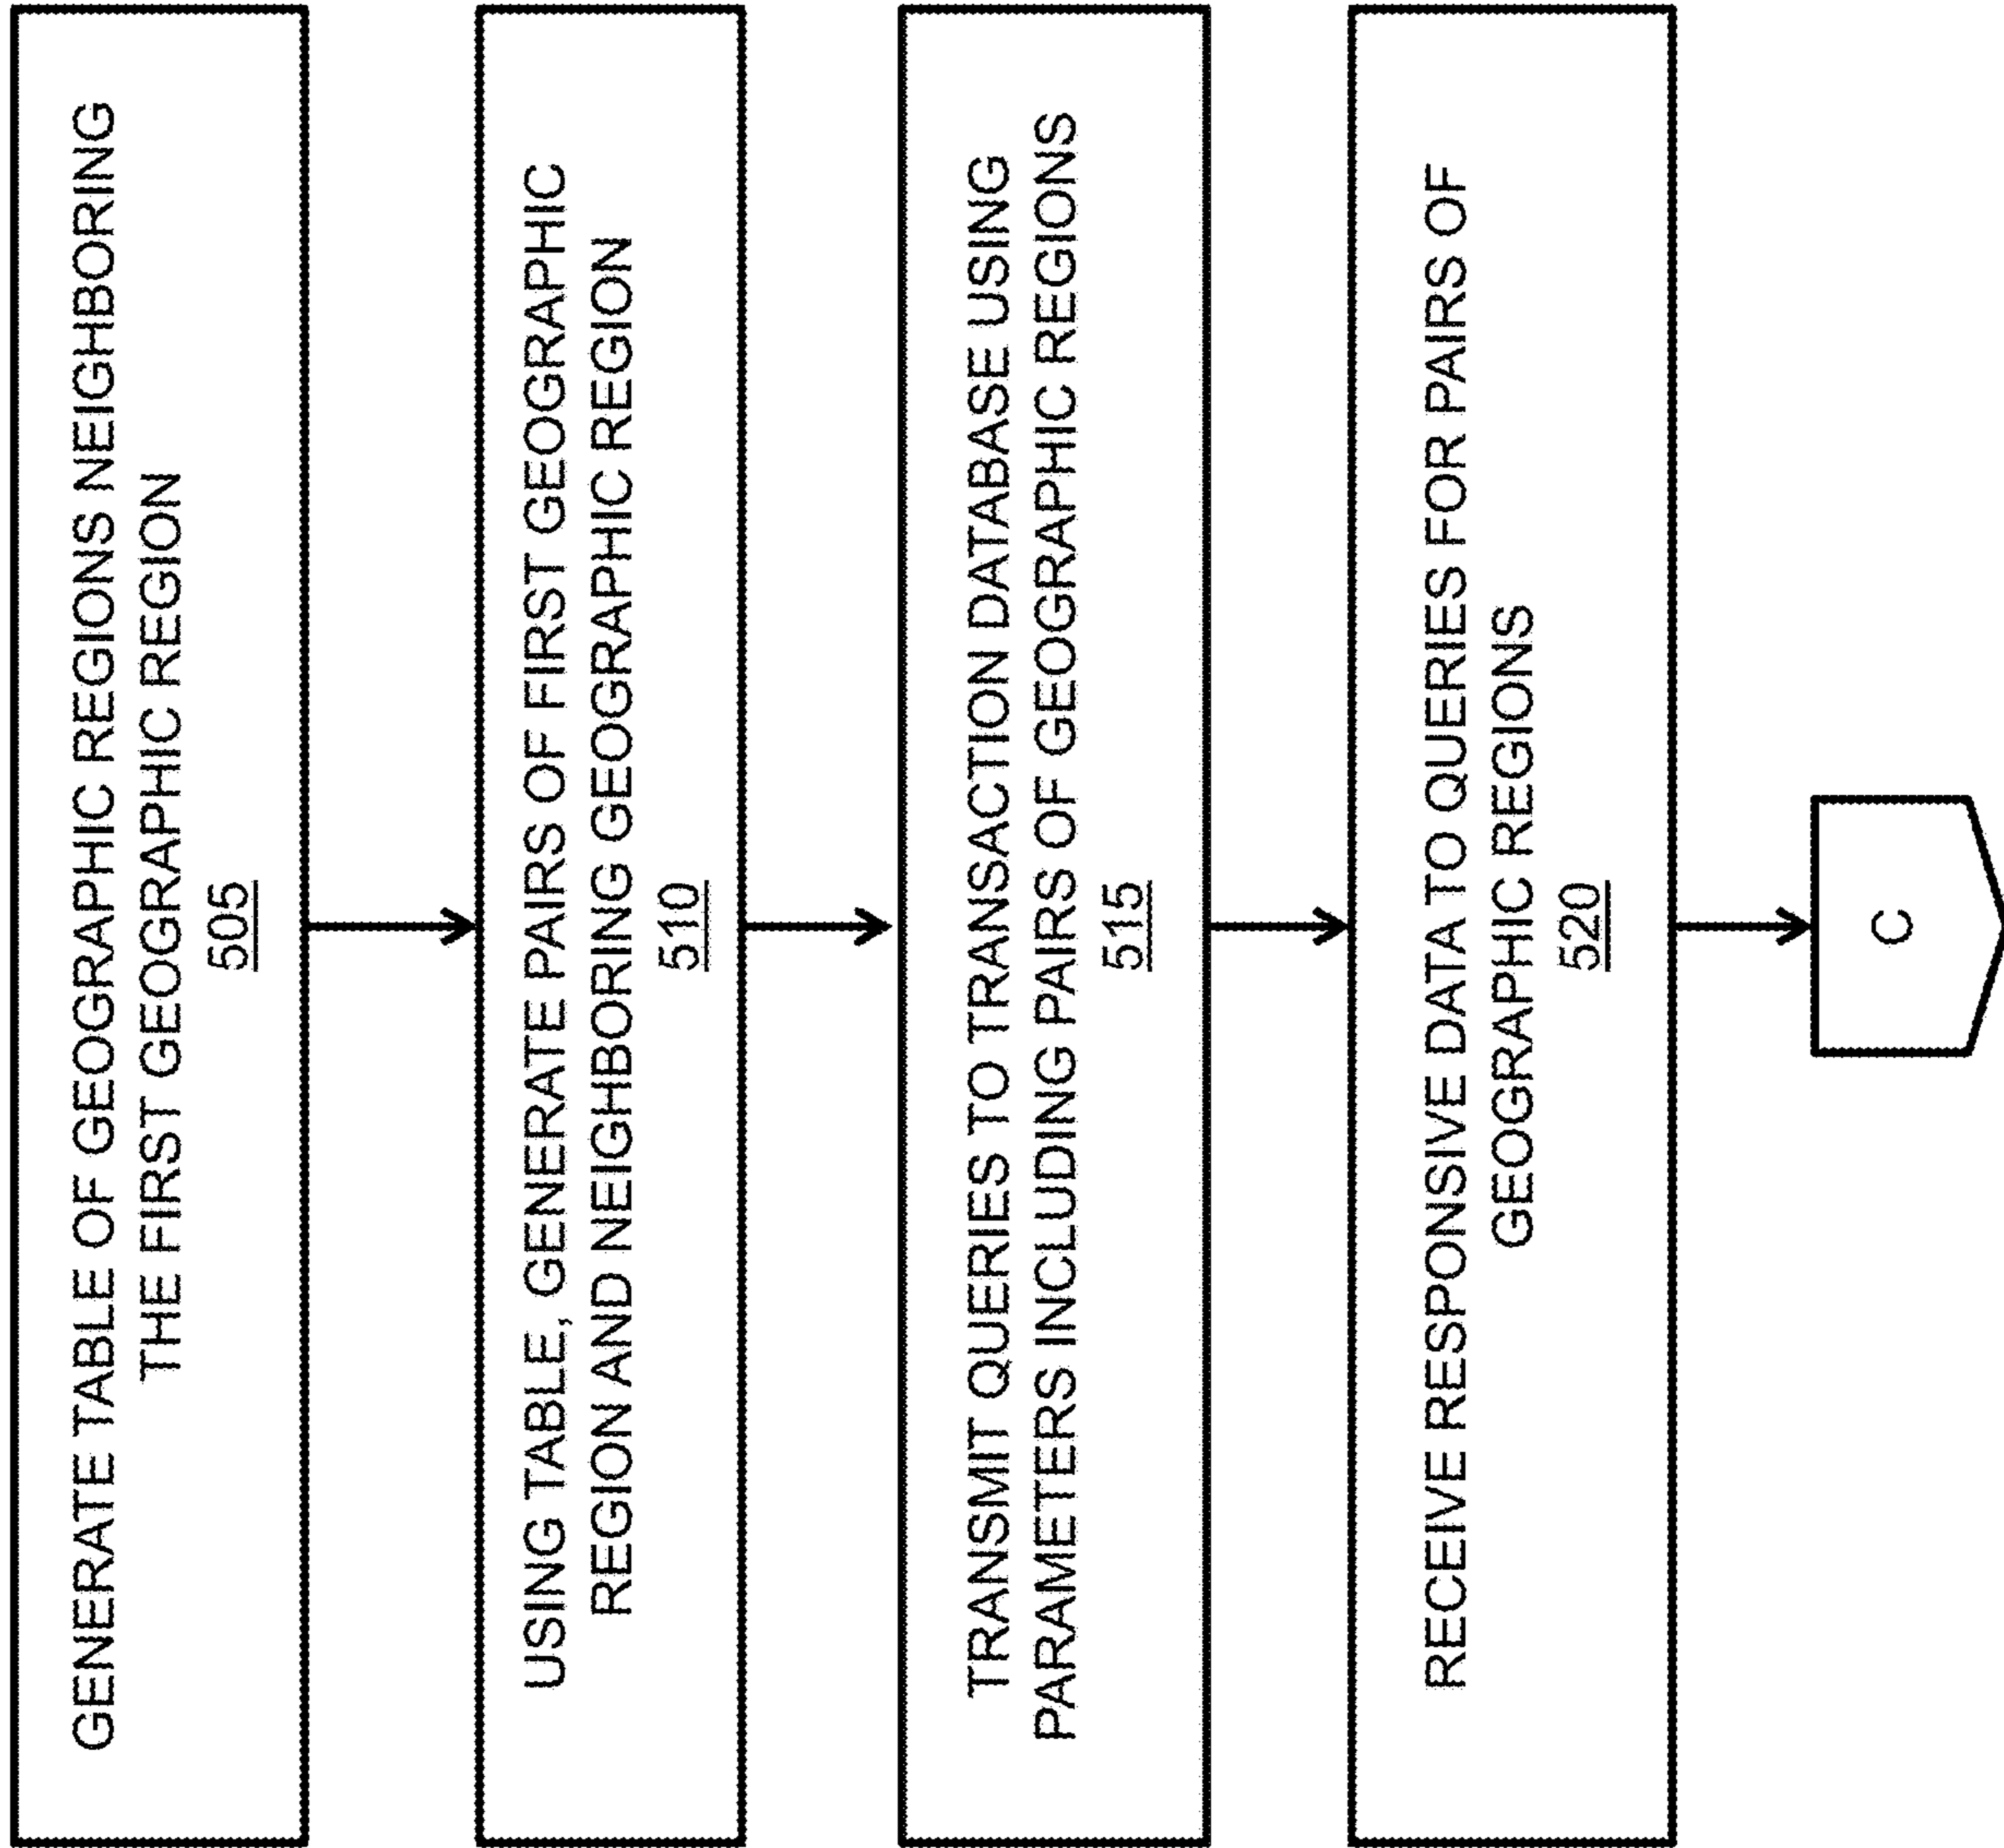 GENERATE TABLE OF GEOGRAPHIC REGIONS NEIGHBORING
THE FIRST GEOGRAPHIC REGION
505
USING TABLE, GENERATE PAIRS OF FIRST GEOGRAPHIC
REGION AND NEIGHBORING GEOGRAPHIC REGION
510
TRANSMIT QUERIES TO TRANSACTION DATABASE USING
PARAMETERS INCLUDING PAIRS OF GEOGRAPHIC REGIONS
515
RECEIVE RESPONSIVE DATA TO QUERIES FOR PAIRS OF
GEOGRAPHIC REGIONS
520
C